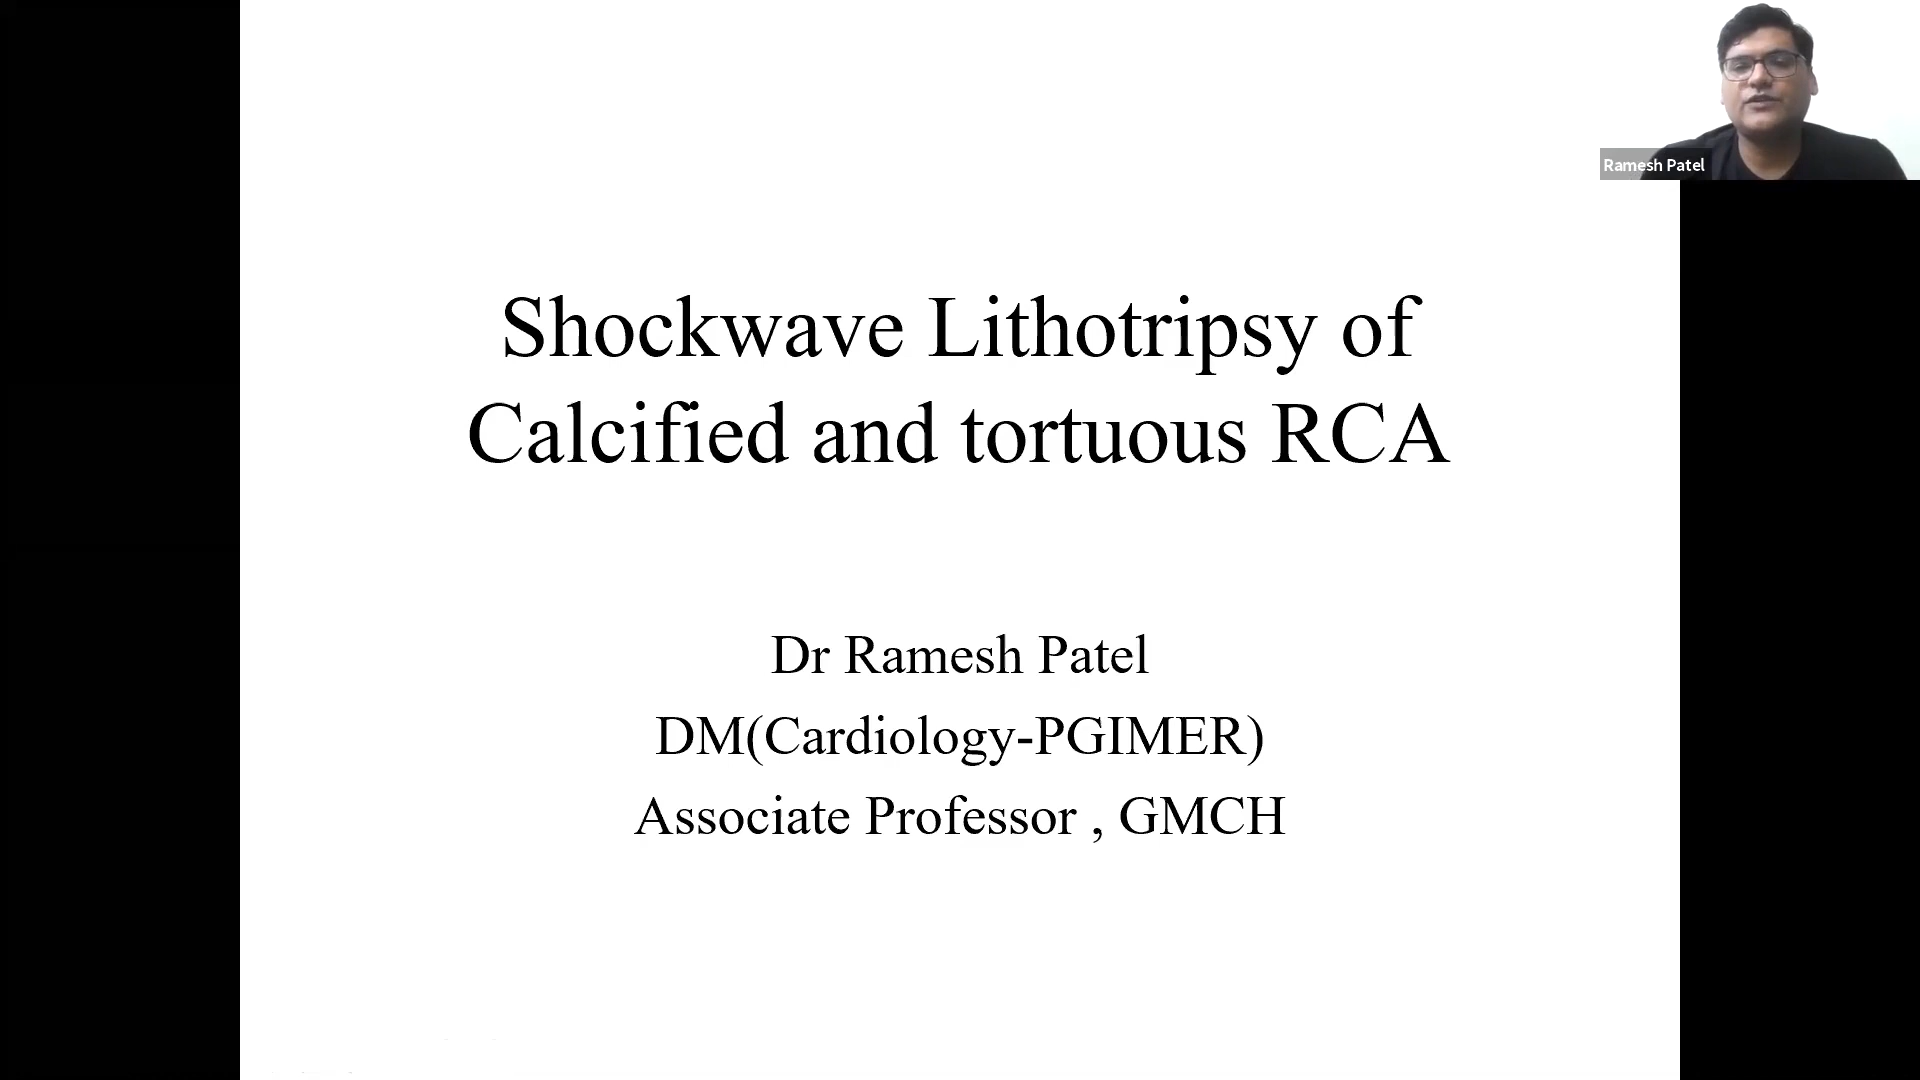 Ramesh Patel
Shockwave Lithotripsy of
Calcified and tortuous RCA
Dr Ramesh Patel
DM(Cardiology-PGIMER)
Associate Professor , GMCH